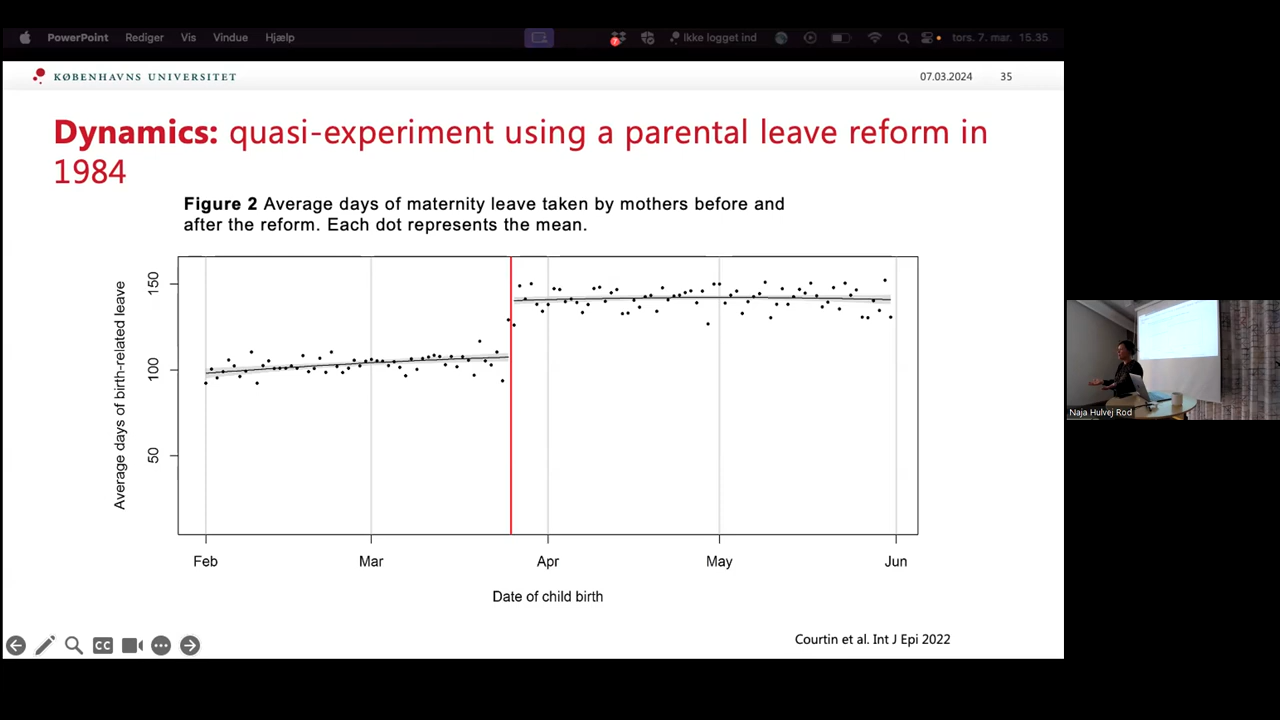 PowerPoint Rediger Vis Vindue Hjælp 7 Ikke logget ind tors. 7. mar. 15.35
KØBENHAVNS UNIVERSITET 07.03.2024 35
Dynamics: quasi-experiment using a parental leave reform in
1984
Figure 2 Average days of maternity leave taken by mothers before and
after the reform. Each dot represents the mean.
Average days of birth-related leave
150
100
50
Feb Mar Apr May Jun
Date of child birth
Naja Hulvej Rod
CC
Courtin et al. Int J Epi 2022